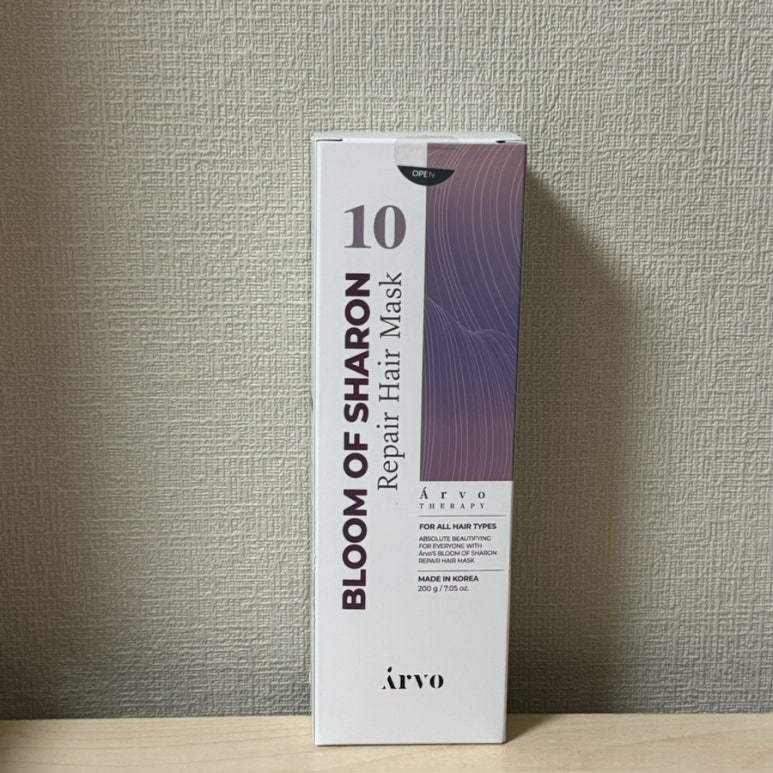 OPEN
10
BLOOM OF SHARON
Repair Hair Mask
Árvo
THERAPY
FOR ALL HAIR TYPES
ABSOLUTE BEAUTIFYING
FOR EVERYONE WITH
Árvo'S BLOOM OF SHARON
REPAIR HAIR MASK
MADE IN KOREA
200 g / 7.05 oz.
Árvo